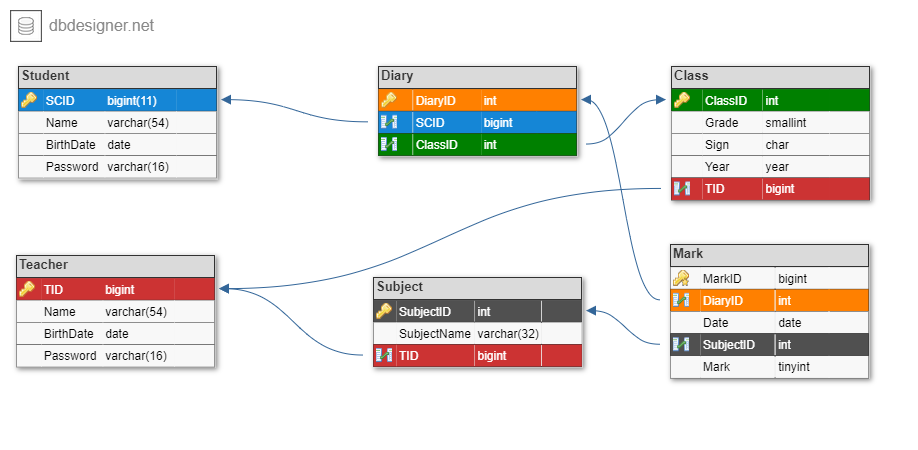 dbdesigner.net
Student
SCID bigint(11)
Name varchar(54)
BirthDate date
Password varchar(16)
Diary
DiaryID int
SCID bigint
ClassID int
Class
ClassID int
Grade smallint
Sign char
Year year
TID bigint
Teacher
TID bigint
Name varchar(54)
BirthDate date
Password varchar(16)
Subject
SubjectID int
SubjectName varchar(32)
TID bigint
Mark
MarkID bigint
DiaryID int
Date date
SubjectID int
Mark tinyint